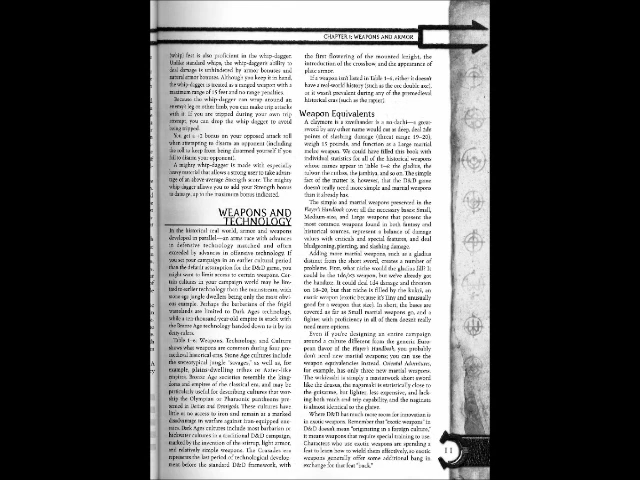 CHAPTER 1: WEAPONS AND ARMOR
(whip) feat is also proficient in the whip-dagger.
Unlike standard whips, the whip-dagger's ability to
deal damage is unhindered by armor bonuses and
natural armor bonuses. Although you keep it in hand,
the whip-dagger is treated as a ranged weapon with a
maximum range of 15 feet and no range penalties.
Because the whip-dagger can wrap around an
enemy's leg or other limb, you can make trip attacks
with it. If you are tripped during your own trip
attempt, you can drop the whip-dagger to avoid
being tripped.
You get a +2 bonus on your opposed attack roll
when attempting to disarm an opponent (including
the roll to keep from being disarmed yourself if you
fail to disarm your opponent).
A mighty whip-dagger is made with especially
heavy material that allows a strong user to take advan-
tage of an above-average Strength score. The mighty
whip-dagger allows you to add your Strength bonus
to damage, up to the maximum bonus indicated.
WEAPONS AND
TECHNOLOGY
In the historical real world, armor and weapons
developed in parallel—an arms race with advances
in defensive technology matched and often
exceeded by advances in offensive technology. If
you set your campaign in an earlier cultural period
than the default assumption for the D&D game, you
might want to limit access to certain weapons. Cer-
tain cultures in your campaign world may be lim-
ited to earlier technology than the mainstream, with
stone age jungle dwellers being only the most obvi-
ous example. Perhaps the barbarians of the frigid
wastelands are limited to Dark Ages technology,
while a ten-thousand-year-old empire is stuck with
the Bronze Age technology handed down to it by its
deity-rulers.
Table 1–6: Weapons, Technology, and Culture
shows what weapons are common during four pre-
medieval historical eras. Stone Age cultures include
the stereotypical jungle "savages," as well as, for
example, plains-dwelling tribes or Aztec-like
empires. Bronze Age societies resemble the king-
doms and empires of the classical era, and may be
particularly useful for describing cultures that wor-
ship the Olympian or Pharaonic pantheons pre-
sented in Deities and Demigods. These cultures have
little or no access to iron and remain at a marked
disadvantage in warfare against iron-equipped ene-
mies. Dark Ages cultures include most barbarian or
backwater cultures in a traditional D&D campaign,
marked by the invention of the stirrup, light armor,
and relatively simple weapons. The Crusades era
represents the last period of technological develop-
ment before the standard D&D framework, with
the first flowering of the mounted knight, the
introduction of the crossbow, and the appearance of
plate armor.
If a weapon isn't listed in Table 1–6, either it doesn't
have a real-world history (such as the orc double axe),
or it wasn't prevalent during any of the premedieval
historical eras (such as the rapier).
Weapon Equivalents
A claymore is a swordmaster is a no-dachi—a great-
sword by any other name would cut as deep, deal 2d6
points of slashing damage (threat range 19–20),
weigh 15 pounds, and function as a Large martial
melee weapon. We could have filled this book with
individual statistics for all of the historical weapons
whose names appear in Table 1–6: the gladius, the
tulwar, the cutlass, the jambiya, and so on. The simple
fact of the matter is, however, that the D&D game
doesn't really need more simple and martial weapons
than it already has.
The simple and martial weapons presented in the
Player's Handbook cover all the necessary bases: Small,
Medium-size, and Large weapons that present the
most common weapons found in both fantasy and
historical sources, represent a balance of damage
values with criticals and special features, and deal
bludgeoning, piercing, and slashing damage.
Adding more martial weapons, such as a gladius
distinct from the short sword, creates a number of
problems. First, what niche would the gladius fill? It
could be the 1d6/x3 weapon, but we've already got
the handaxe. It could deal 1d4 damage and threaten
on 18–20, but that niche is filled by the kukri, an
exotic weapon (exotic because it's tiny and unusually
good for a weapon that size). In short, the bases are
covered as far as Small martial weapons go, and a
fighter with proficiency in all of them doesn't really
need more options.
Even if you're designing an entire campaign
around a culture different from the generic Euro-
pean flavor of the Player's Handbook, you probably
don't need new martial weapons; you can use the
weapon equivalencies instead. Oriental Adventures,
for example, has only three new martial weapons.
The wakizashi is simply a masterwork short sword
like the deusen, the nagamaki is statistically close to
the guisarme, but lighter, less expensive, and lack-
ing both reach and trip capability, and the naginata
is almost identical to the glaive.
Where D&D has much more room for innovation is
in exotic weapons. Remember that "exotic weapons" in
D&D doesn't mean "originating in a foreign culture,"
it means weapons that require special training to use.
Characters who use exotic weapons are spending a
feat to learn how to wield them effectively, so exotic
weapons generally offer some additional bang in
exchange for that feat "buck."
11